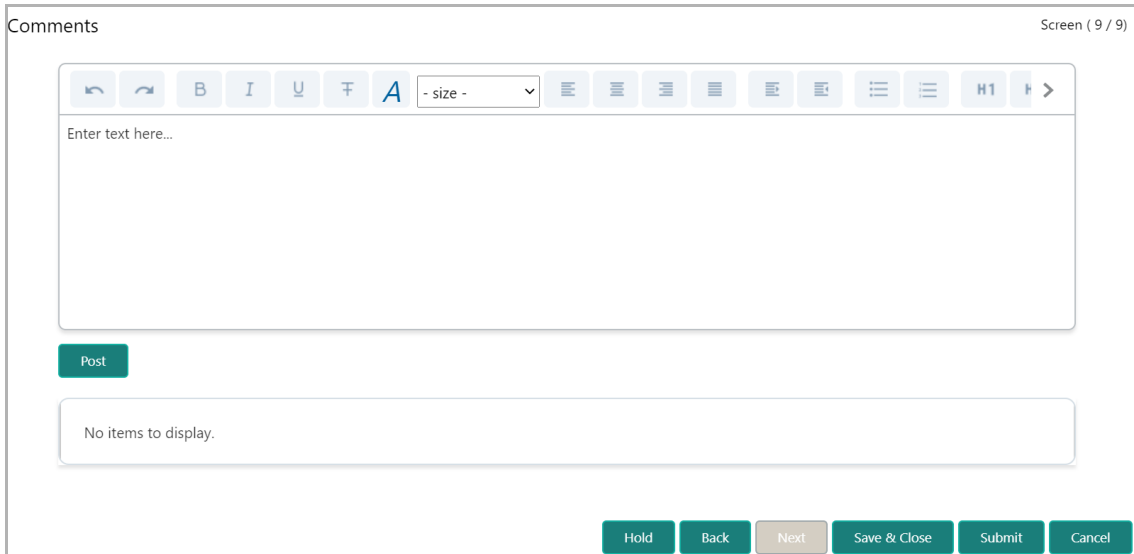 Comments
Screen ( 9 / 9)
B I U T A - size - H1 H
Enter text here...
Post
No items to display.
Hold Back Next Save & Close Submit Cancel